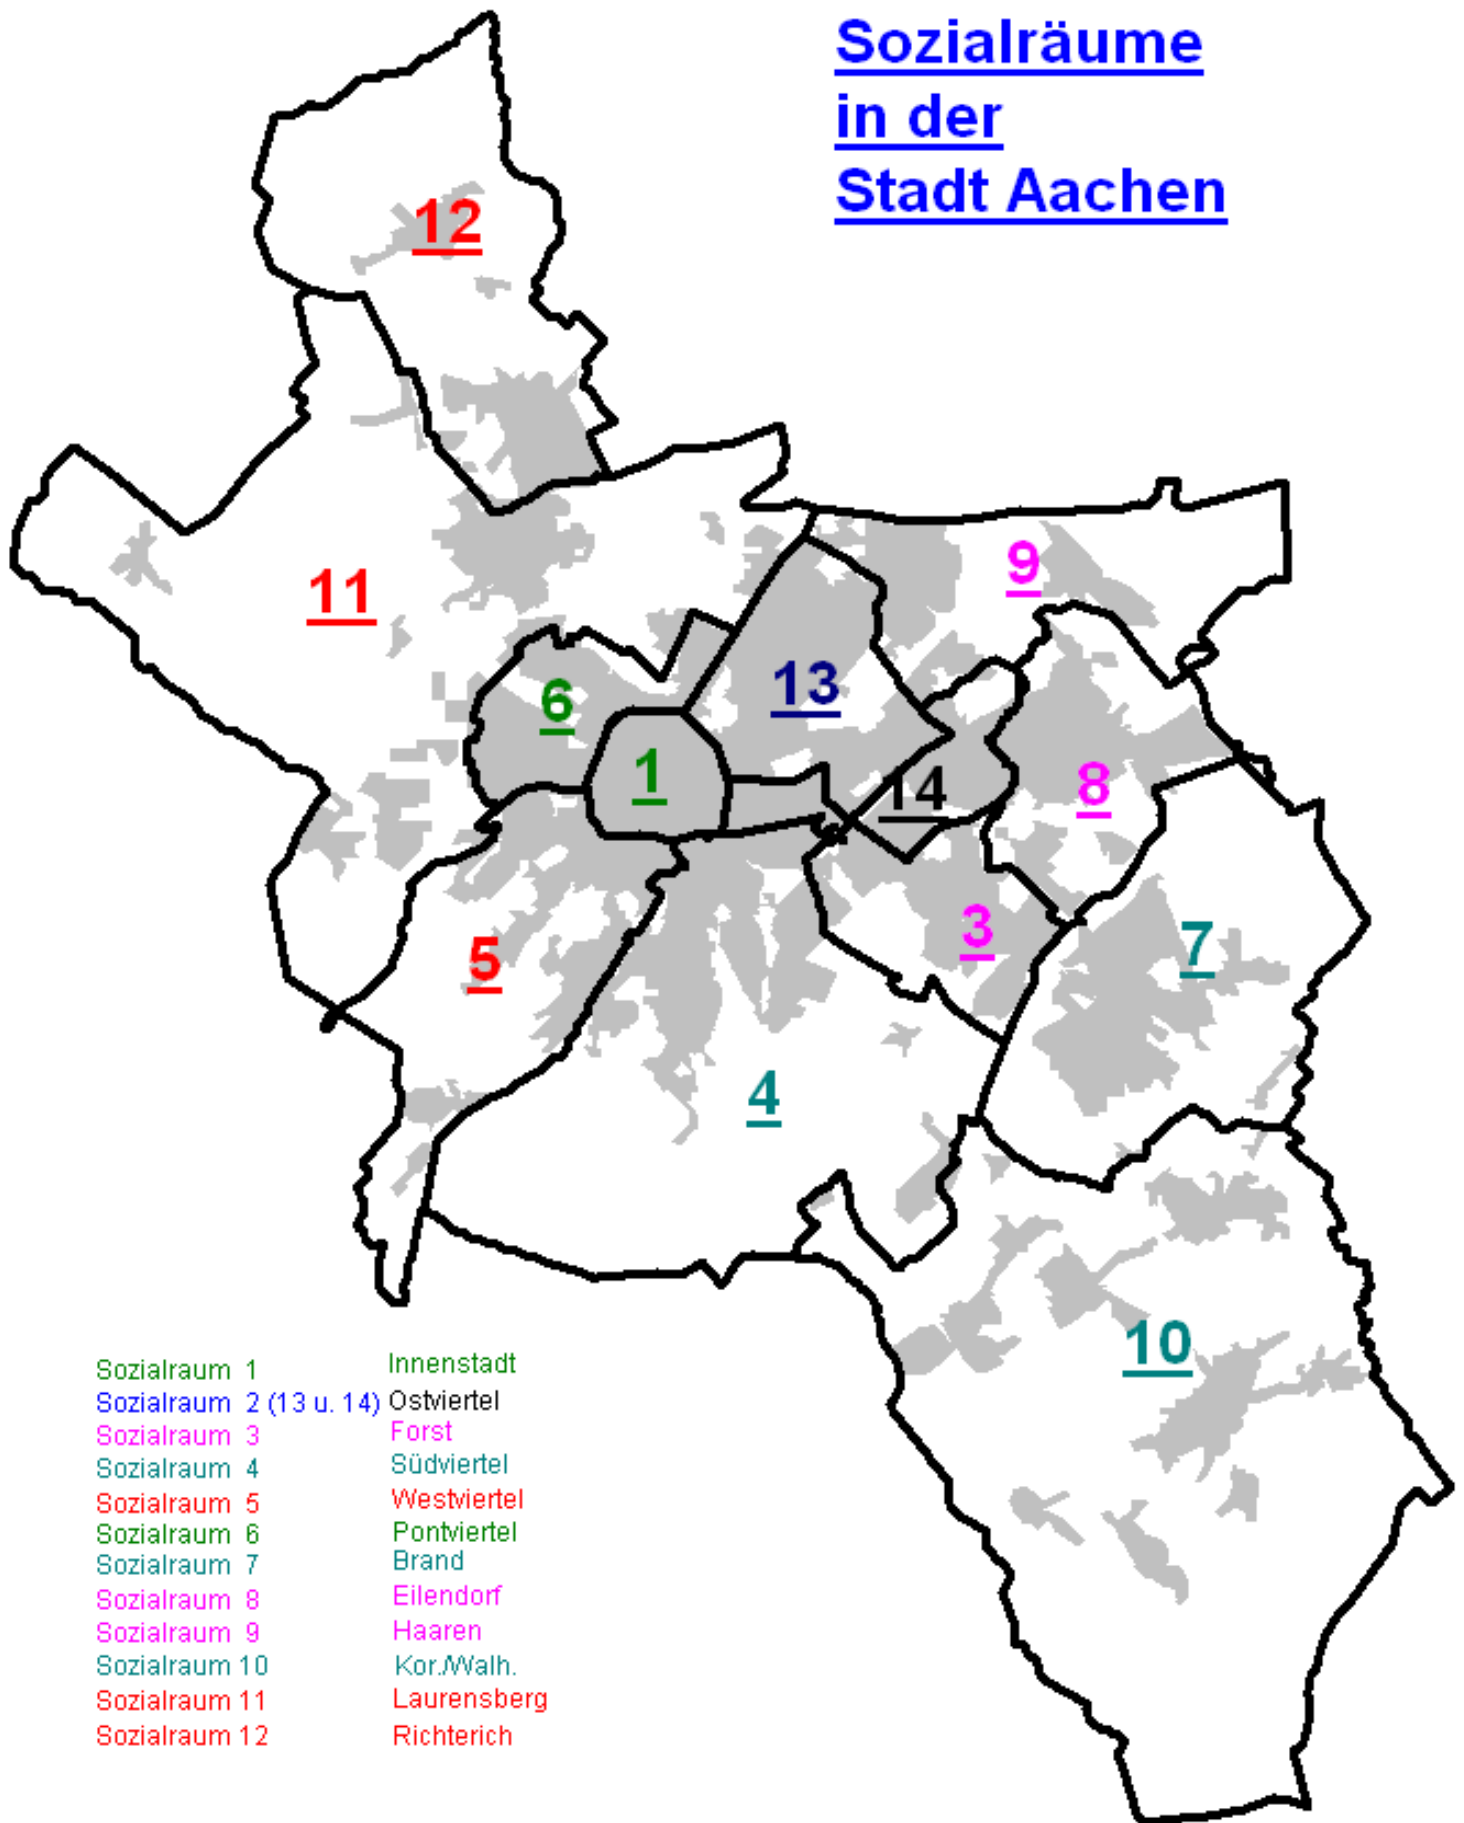 Sozialräume
in der
Stadt Aachen
12
9
11
13
6
1
14
8
3
7
5
4
10
Sozialraum 1 Innenstadt
Sozialraum 2 (13 u. 14) Ostviertel
Sozialraum 3 Forst
Sozialraum 4 Südviertel
Sozialraum 5 Westviertel
Sozialraum 6 Pontviertel
Sozialraum 7 Brand
Sozialraum 8 Eilendorf
Sozialraum 9 Haaren
Sozialraum 10 Kor./Walh.
Sozialraum 11 Laurensberg
Sozialraum 12 Richterich